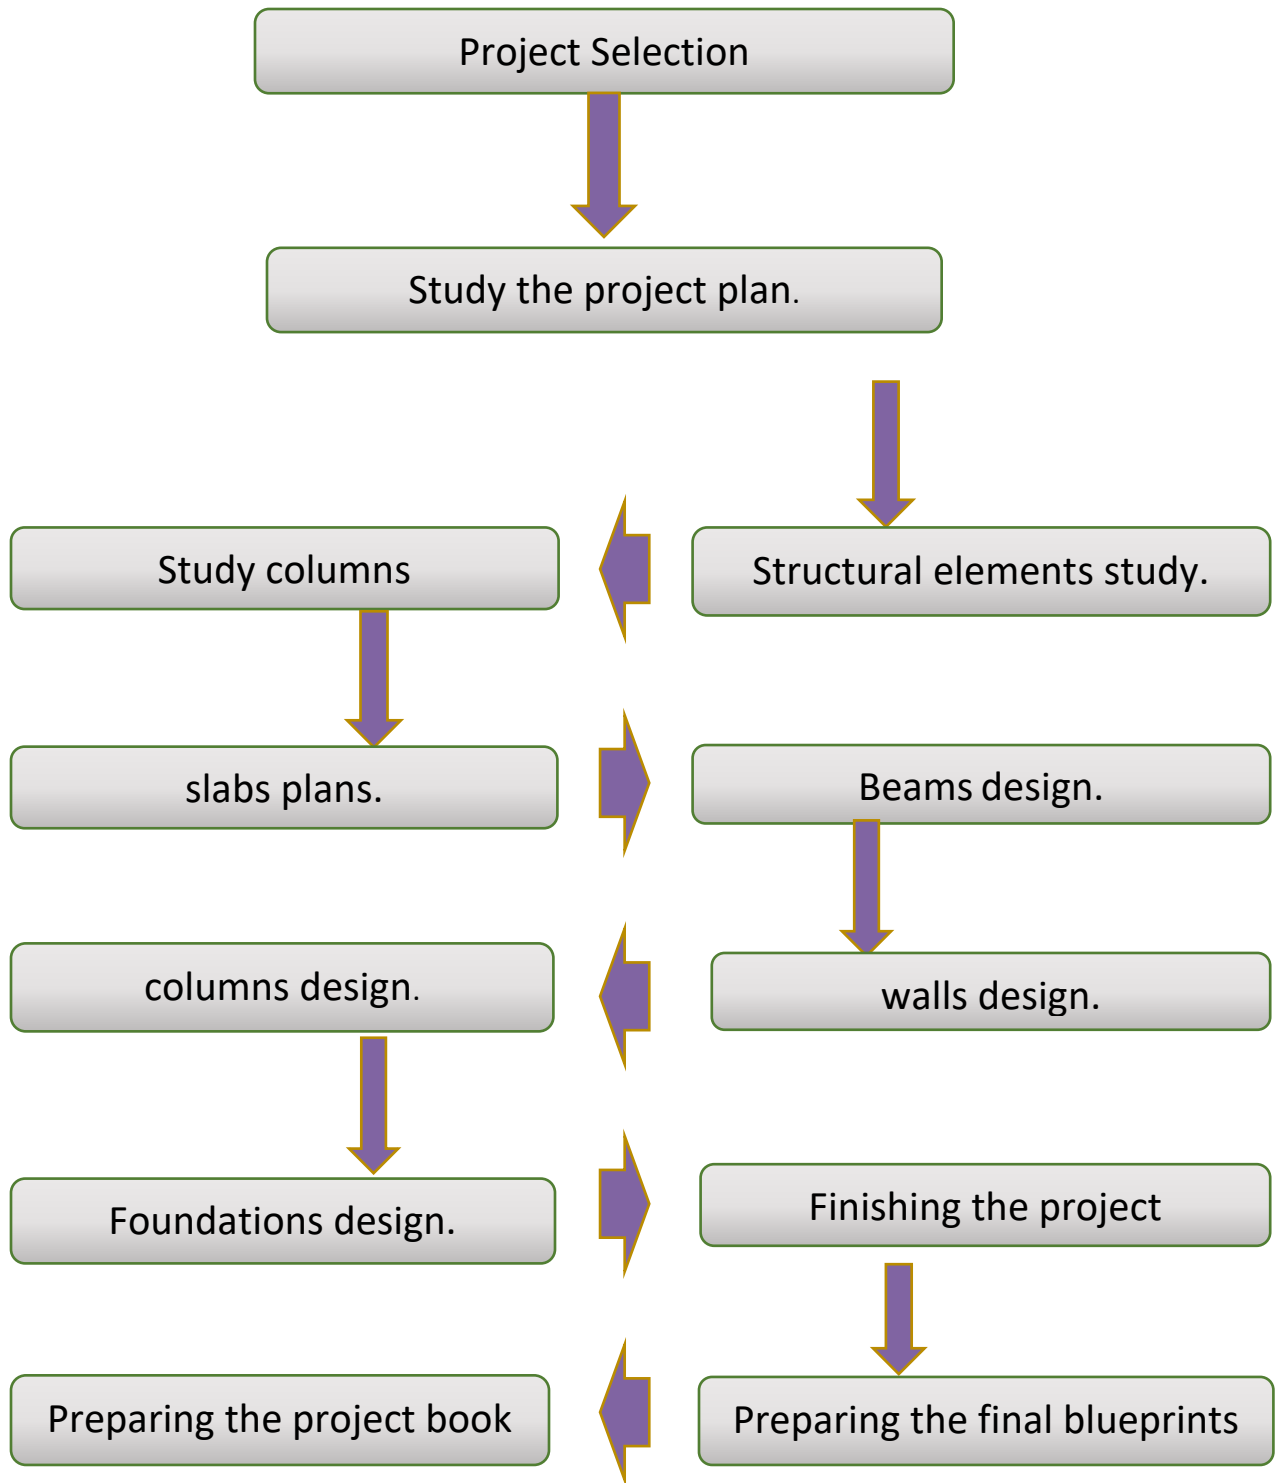 Project Selection
Study the project plan.
Structural elements study.
Study columns
slabs plans.
Beams design.
walls design.
columns design.
Foundations design.
Finishing the project
Preparing the final blueprints
Preparing the project book